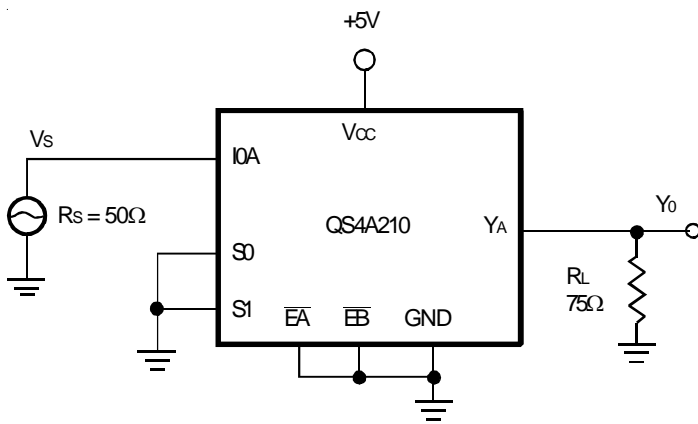 +5V
VCC
VS
I0A
RS = 50Ω
QS4A210
YA
Y0
S0
S1
RL
75Ω
EA
EB
GND